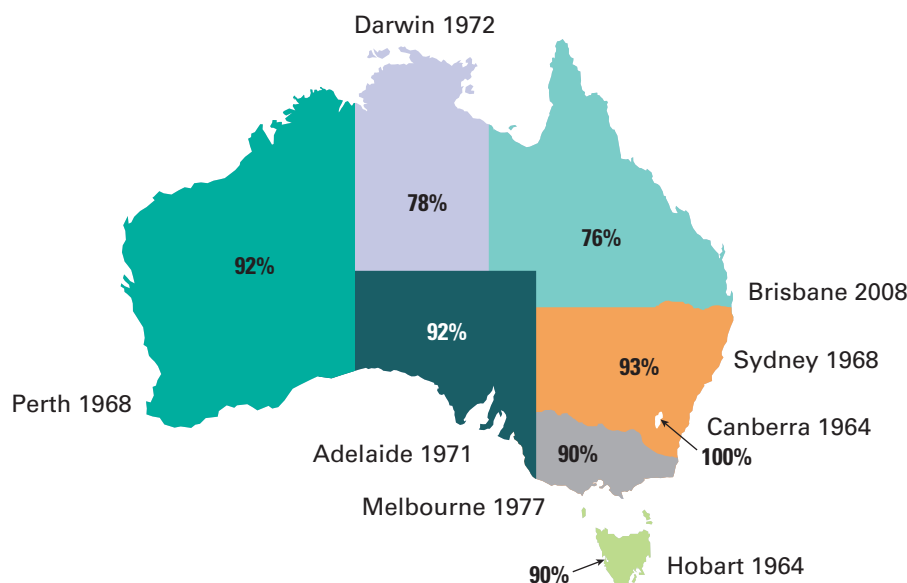 Darwin 1972
78%
76%
92%
Brisbane 2008
92%
93%
Sydney 1968
Perth 1968
Canberra 1964
100%
Adelaide 1971
90%
Melbourne 1977
90%
Hobart 1964